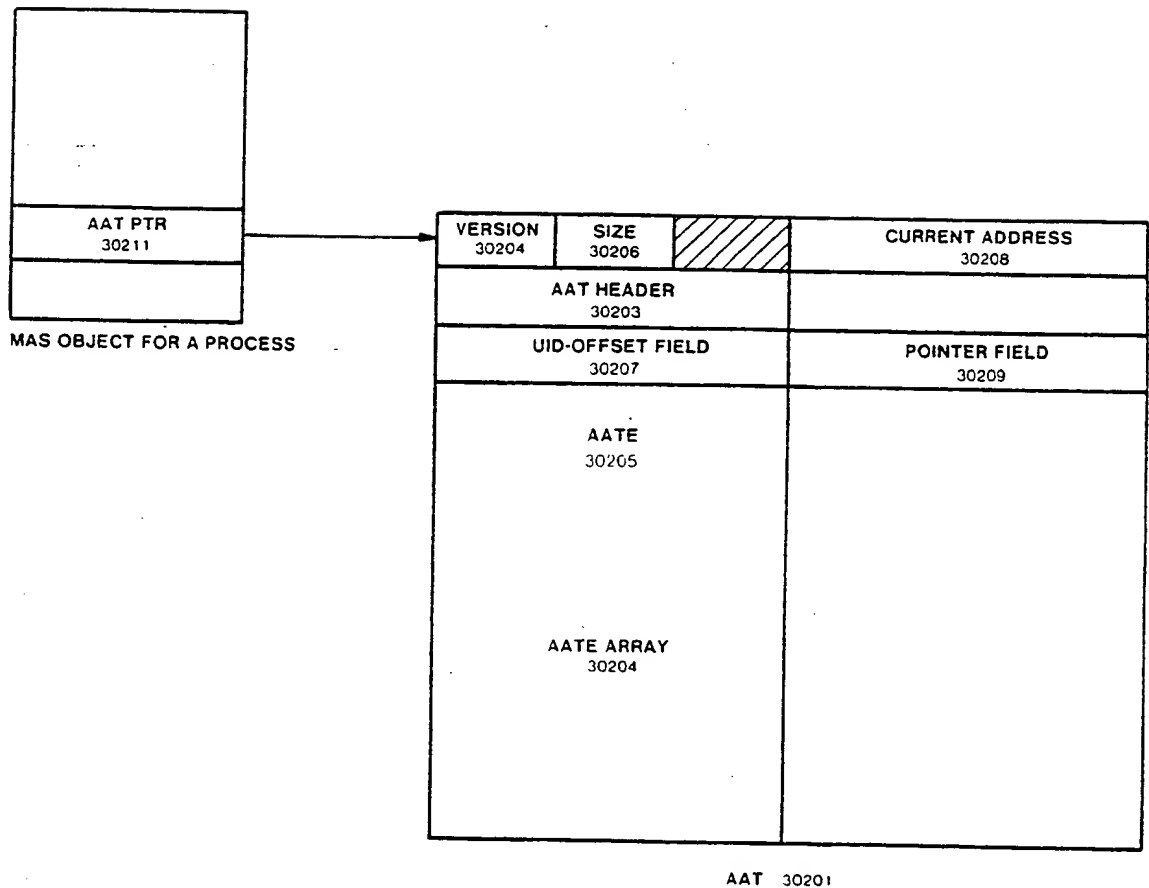 AAT PTR
30211
MAS OBJECT FOR A PROCESS
VERSION
30204
SIZE
30206
CURRENT ADDRESS
30208
AAT HEADER
30203
UID-OFFSET FIELD
30207
POINTER FIELD
30209
AATE
30205
AATE ARRAY
30204
AAT 30201